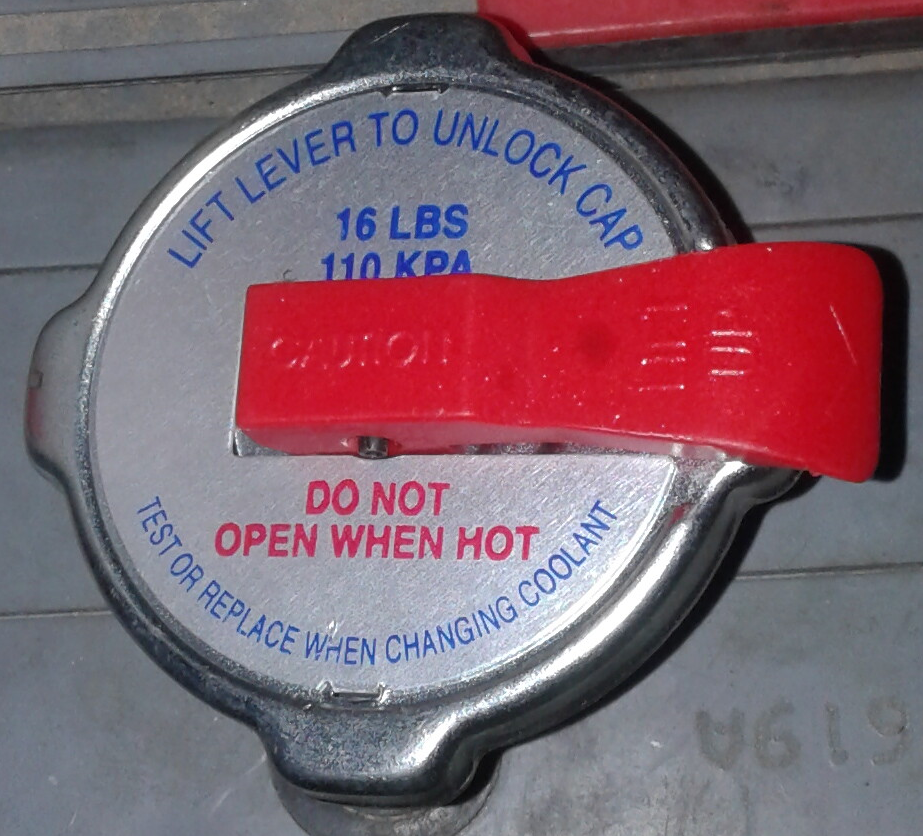 LIFT LEVER TO UNLOCK CAP
16 LBS
110 KPA
CAUTION
DO NOT
OPEN WHEN HOT
TEST OR REPLACE WHEN CHANGING COOLANT